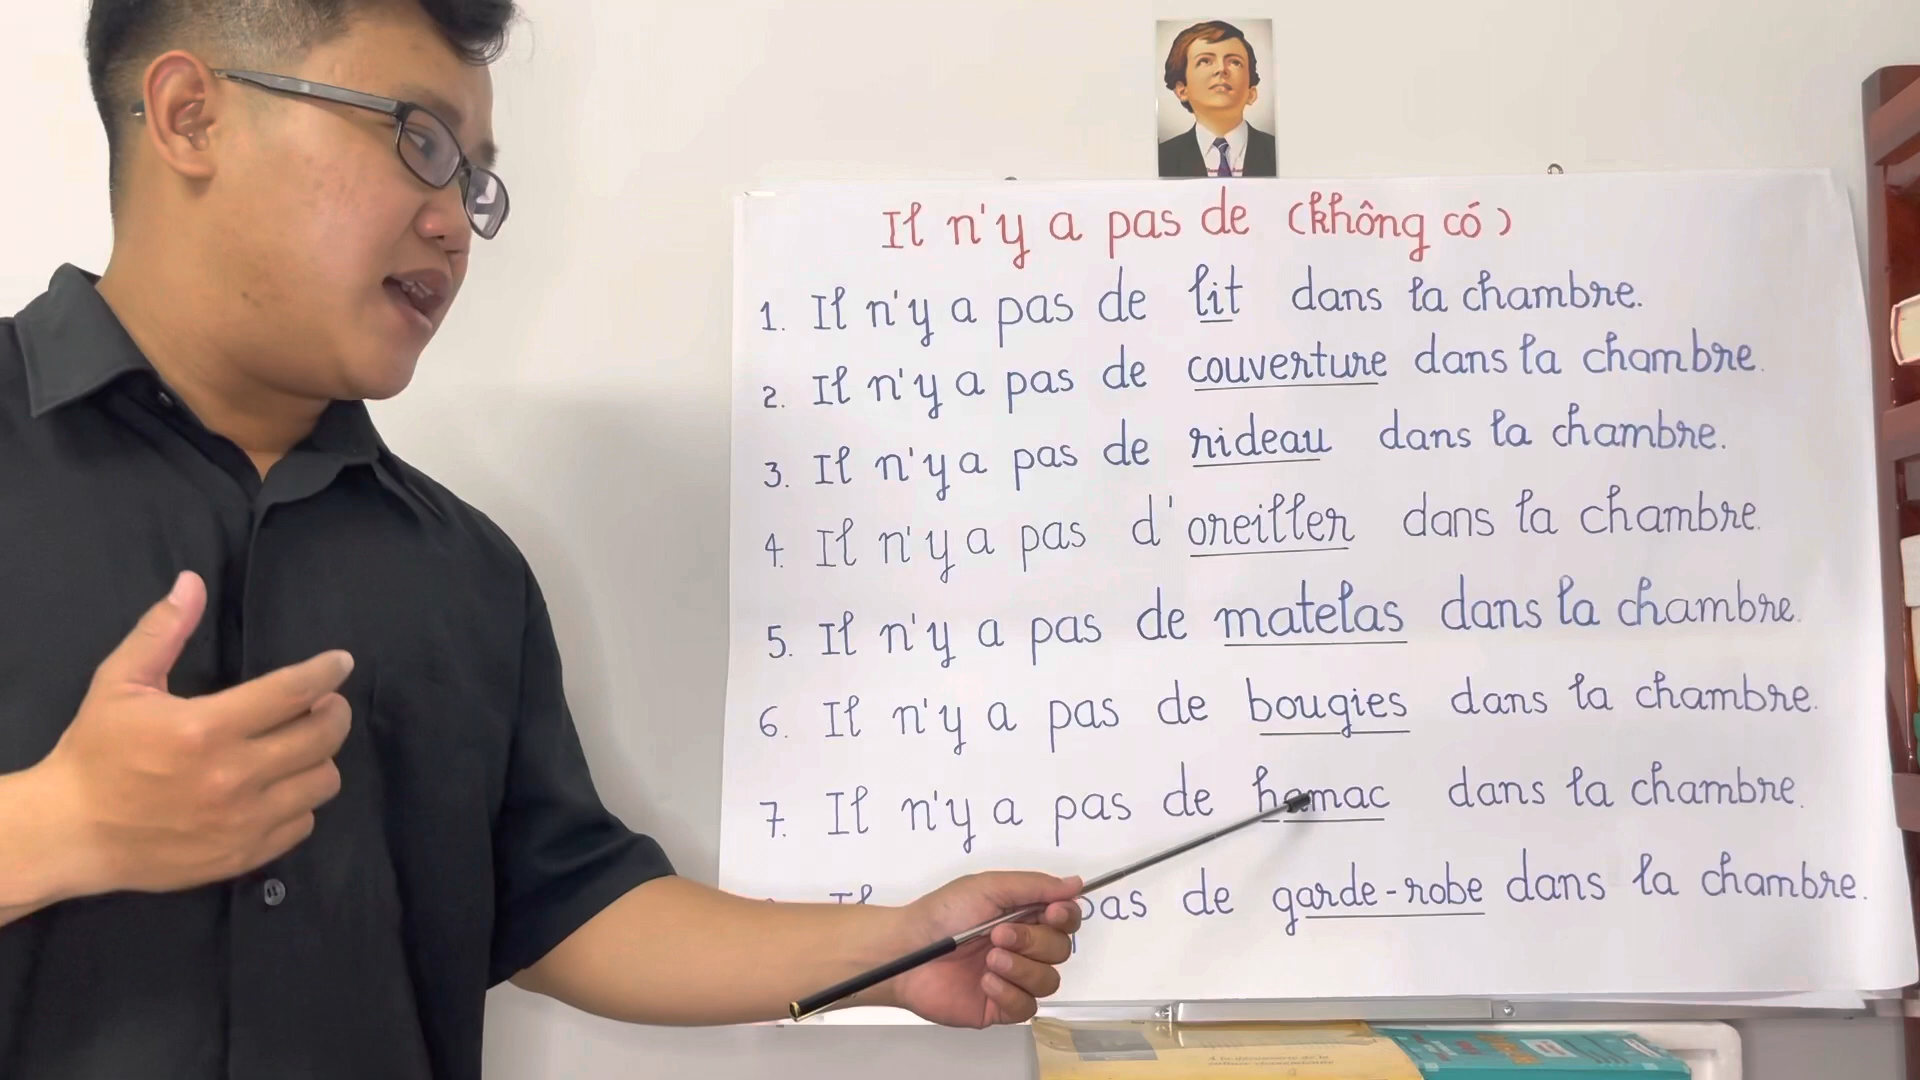 Il n'y a pas de (không có)
1. Il n'y a pas de lit dans la chambre.
2. Il n'y a pas de couverture dans la chambre.
3. Il n'y a pas de rideau dans la chambre.
4. Il n'y a pas d'oreiller dans la chambre.
5. Il n'y a pas de matelas dans la chambre.
6. Il n'y a pas de bougies dans la chambre.
7. Il n'y a pas de hamac dans la chambre.
Il pas de garde-robe dans la chambre.